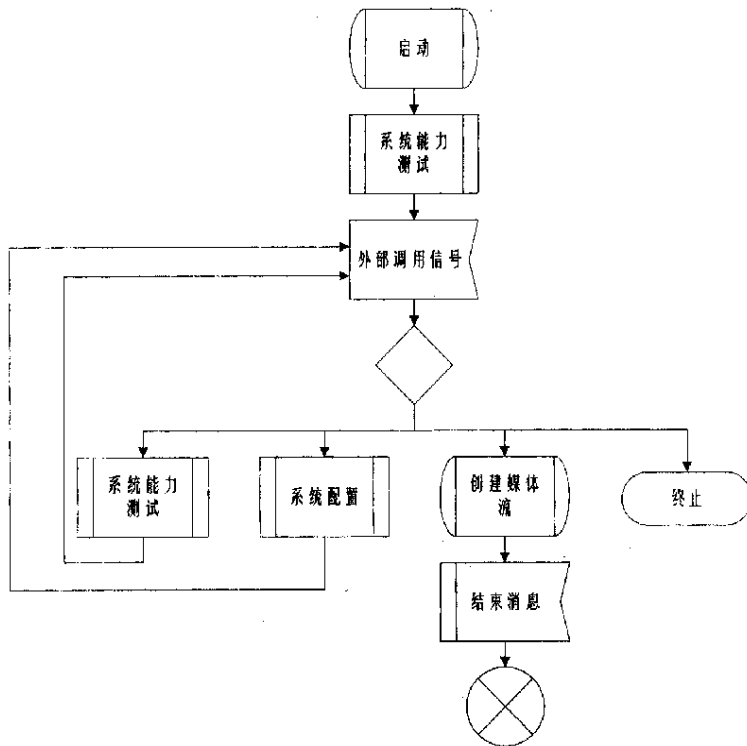 启动
系统能力
测试
外部调用信号
系统能力
测试
系统配置
创建媒体
流
终止
结束消息